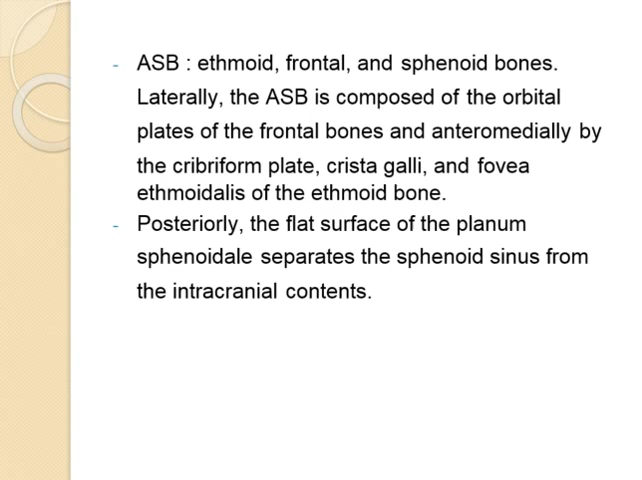 - ASB : ethmoid, frontal, and sphenoid bones.
Laterally, the ASB is composed of the orbital
plates of the frontal bones and anteromedially by
the cribriform plate, crista galli, and fovea
ethmoidalis of the ethmoid bone.
- Posteriorly, the flat surface of the planum
sphenoidale separates the sphenoid sinus from
the intracranial contents.